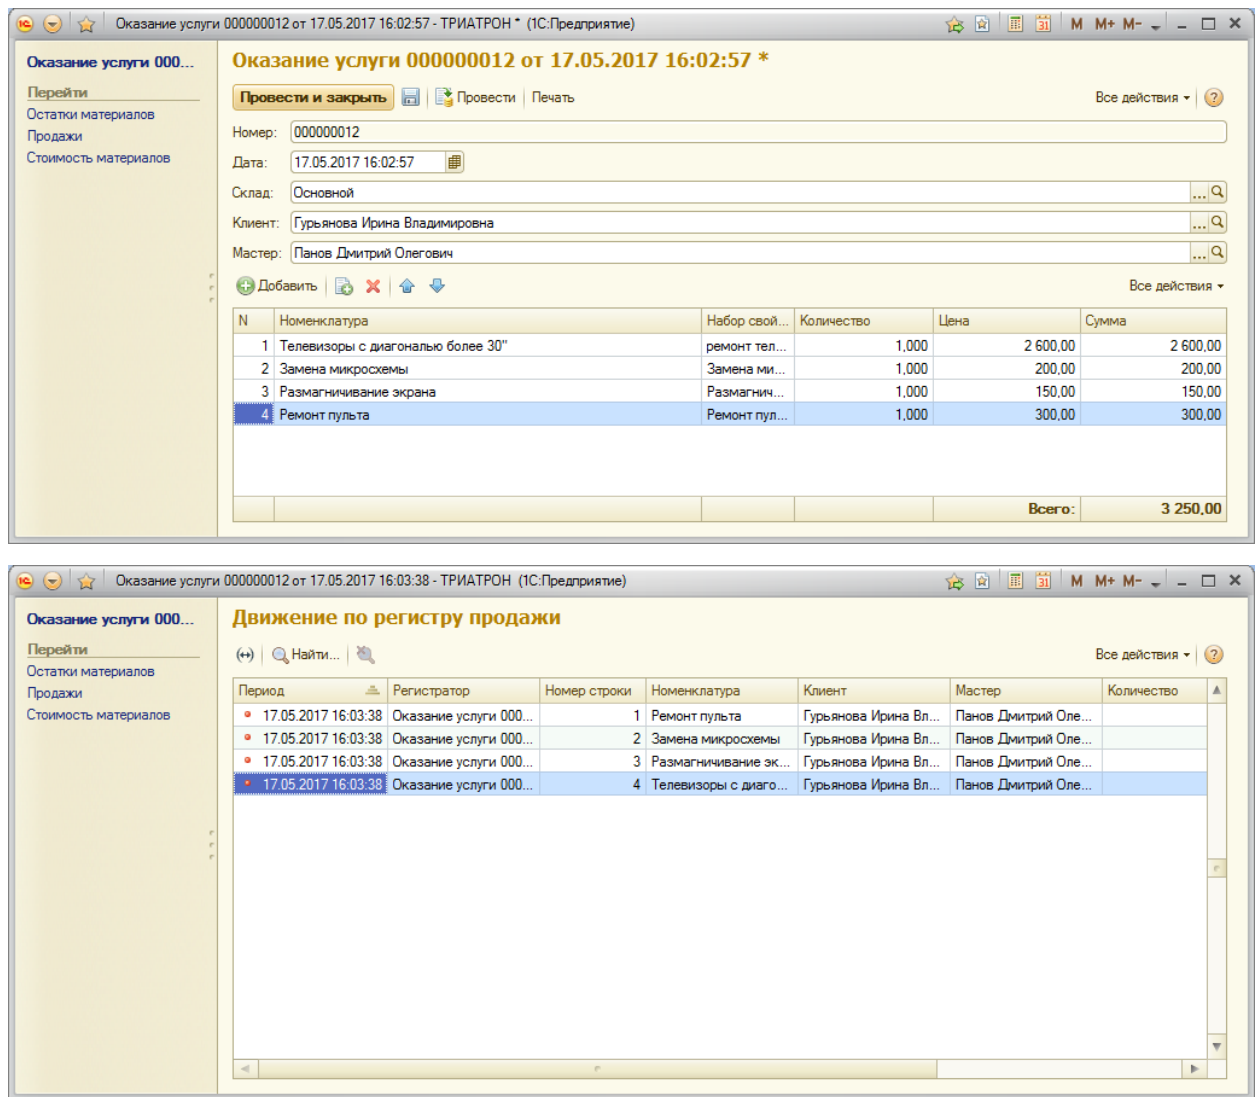 Оказание услуги 000000012 от 17.05.2017 16:02:57 - ТРИАТРОН * (1С:Предприятие) M M+ M-
Оказание услуги 000...
Перейти
Остатки материалов
Продажи
Стоимость материалов
Оказание услуги 000000012 от 17.05.2017 16:02:57 *
Провести и закрыть Провести Печать Все действия
Номер: 000000012
Дата: 17.05.2017 16:02:57
Склад: Основной
Клиент: Гурьянова Ирина Владимировна
Мастер: Панов Дмитрий Олегович
Добавить Все действия
N Номенклатура Набор свой... Количество Цена Сумма
1 Телевизоры с диагональю более 30" ремонт тел... 1,000 2 600,00 2 600,00
2 Замена микросхемы Замена ми... 1,000 200,00 200,00
3 Размагничивание экрана Размагнич... 1,000 150,00 150,00
4 Ремонт пульта Ремонт пул... 1,000 300,00 300,00
Всего: 3 250,00
Оказание услуги 000000012 от 17.05.2017 16:03:38 - ТРИАТРОН (1С:Предприятие) M M+ M-
Оказание услуги 000...
Перейти
Остатки материалов
Продажи
Стоимость материалов
Движение по регистру продажи
Найти... Все действия
Период Регистратор Номер строки Номенклатура Клиент Мастер Количество
17.05.2017 16:03:38 Оказание услуги 000... 1 Ремонт пульта Гурьянова Ирина Вл... Панов Дмитрий Оле...
17.05.2017 16:03:38 Оказание услуги 000... 2 Замена микросхемы Гурьянова Ирина Вл... Панов Дмитрий Оле...
17.05.2017 16:03:38 Оказание услуги 000... 3 Размагничивание эк... Гурьянова Ирина Вл... Панов Дмитрий Оле...
17.05.2017 16:03:38 Оказание услуги 000... 4 Телевизоры с диаго... Гурьянова Ирина Вл... Панов Дмитрий Оле...